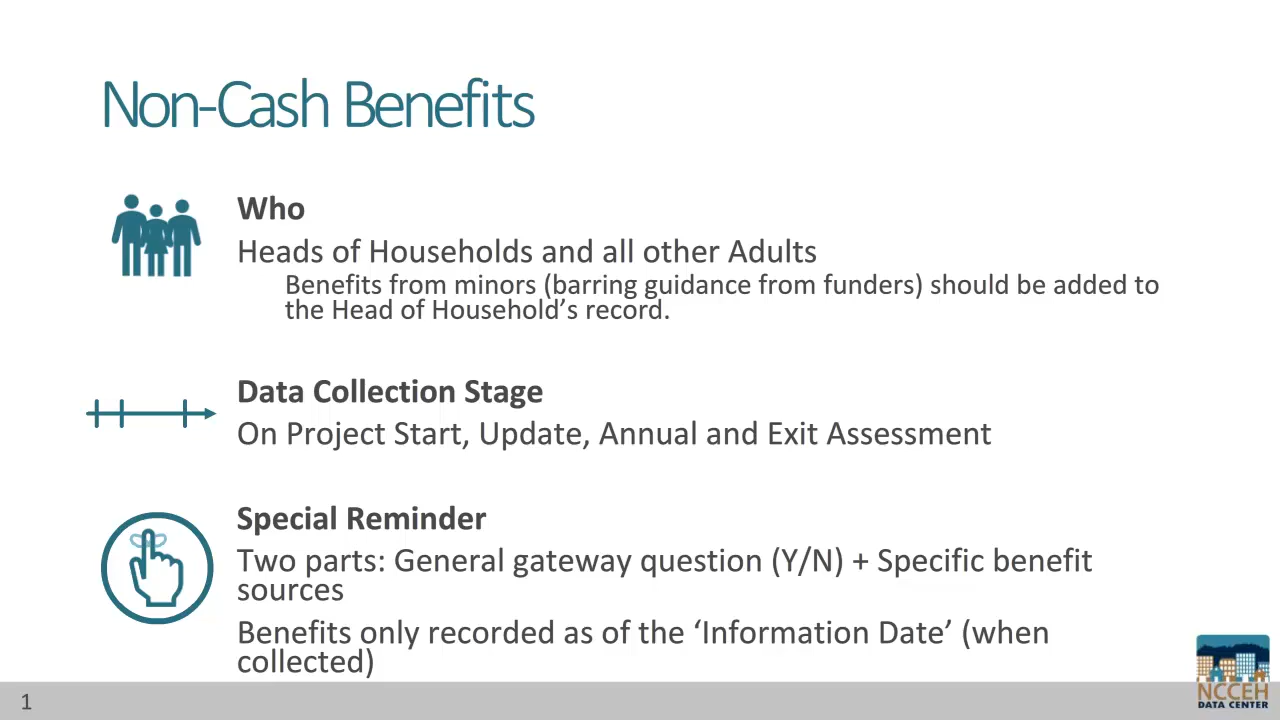 Non-Cash Benefits
Who
Heads of Households and all other Adults
Benefits from minors (barring guidance from funders) should be added to
the Head of Household’s record.
Data Collection Stage
On Project Start, Update, Annual and Exit Assessment
Special Reminder
Two parts: General gateway question (Y/N) + Specific benefit
sources
Benefits only recorded as of the ‘Information Date’ (when
collected)
1
NCCEH
DATA CENTER